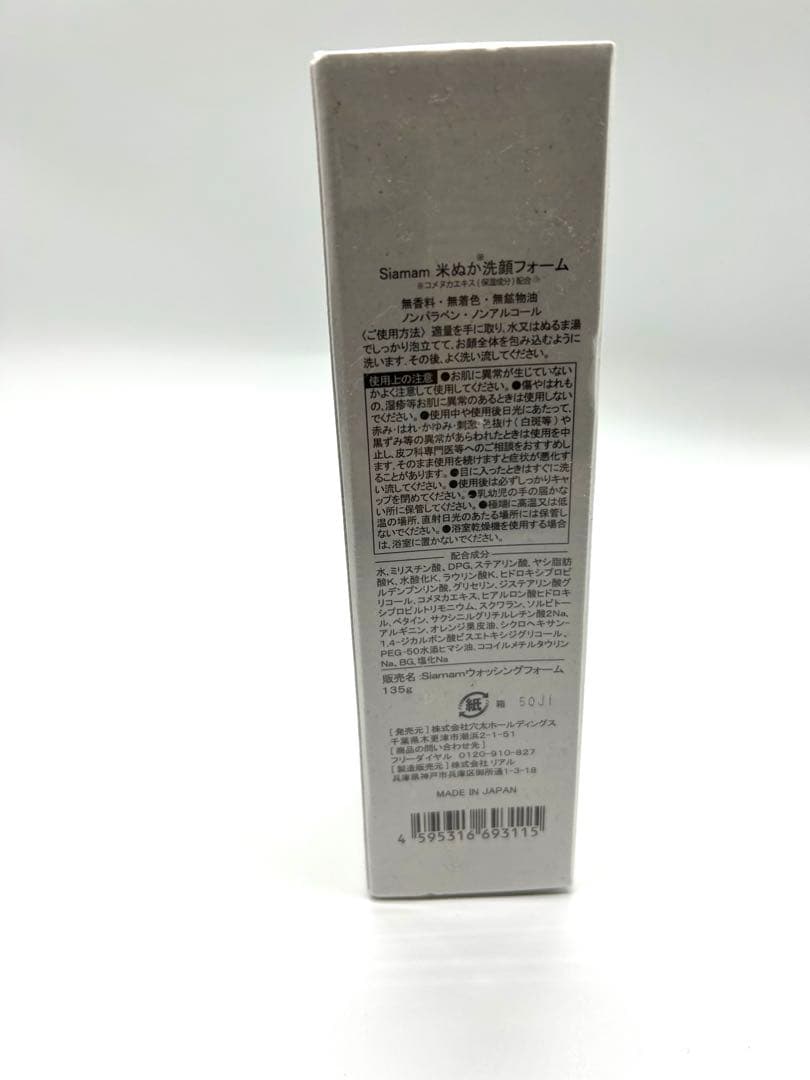 Siamam 米ぬか※洗顔フォーム
※コメヌカエキス(保湿成分)配合
無香料・無着色・無鉱物油
ノンパラベン・ノンアルコール
〈ご使用方法〉適量を手に取り、水又はぬるま湯
でしっかり泡立てて、お顔全体を包み込むように
洗います。その後、よく洗い流してください。
使用上の注意 ●お肌に異常が生じていない
かよく注意して使用してください。●傷やはれも
の、湿疹等お肌に異常のあるときは使用しない
でください。●使用中や使用後日光にあたって、
赤み・はれ・かゆみ・刺激、色抜け(白斑等)や
黒ずみ等の異常があらわれたときは使用を中
止し、皮フ科専門医等へのご相談をおすすめし
ます。そのまま使用を続けますと症状が悪化す
ることがあります。●目に入ったときはすぐに洗
い流してください。●使用後は必ずしっかりキャ
ップを閉めてください。●乳幼児の手の届かな
い所に保管してください。●極端に高温又は低
温の場所、直射日光のあたる場所には保管し
ないでください。●浴室乾燥機を使用する場合
は、浴室に置かないでください。
配合成分
水、ミリスチン酸、DPG、ステアリン酸、ヤシ脂肪
酸K、水酸化K、ラウリン酸K、ヒドロキシプロピ
ルデンプンリン酸、グリセリン、ジステアリン酸グ
リコール、コメヌカエキス、ヒアルロン酸ヒドロキ
シプロピルトリモニウム、スクワラン、ソルビトー
ル、ベタイン、サクシニルグリチルレチン酸2Na、
アルギニン、オレンジ果皮油、シクロヘキサン-
1,4-ジカルボン酸ビスエトキシジグリコール、
PEG-50水添ヒマシ油、ココイルメチルタウリン
Na、BG、塩化Na
販売名:Siamamウォッシングフォーム
135g
紙 箱 50J1
[発売元]株式会社穴太ホールディングス
千葉県木更津市潮浜2-1-51
[商品の問い合わせ先]
フリーダイヤル 0120-910-827
[製造販売元]株式会社 リアル
兵庫県神戸市兵庫区御所通1-3-18
MADE IN JAPAN
4 595316 693115